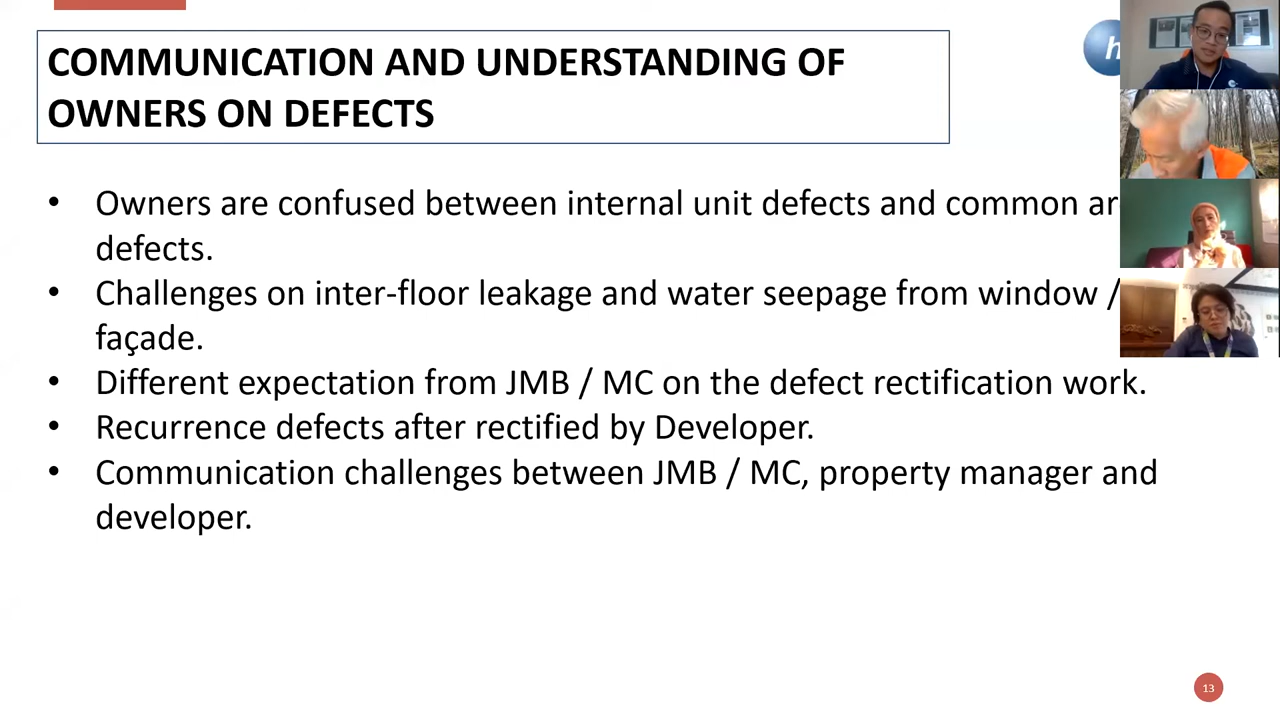 COMMUNICATION AND UNDERSTANDING OF
OWNERS ON DEFECTS
h
• Owners are confused between internal unit defects and common
defects.
• Challenges on inter-floor leakage and water seepage from window /
façade.
• Different expectation from JMB / MC on the defect rectification work.
• Recurrence defects after rectified by Developer.
• Communication challenges between JMB / MC, property manager and
developer.
13